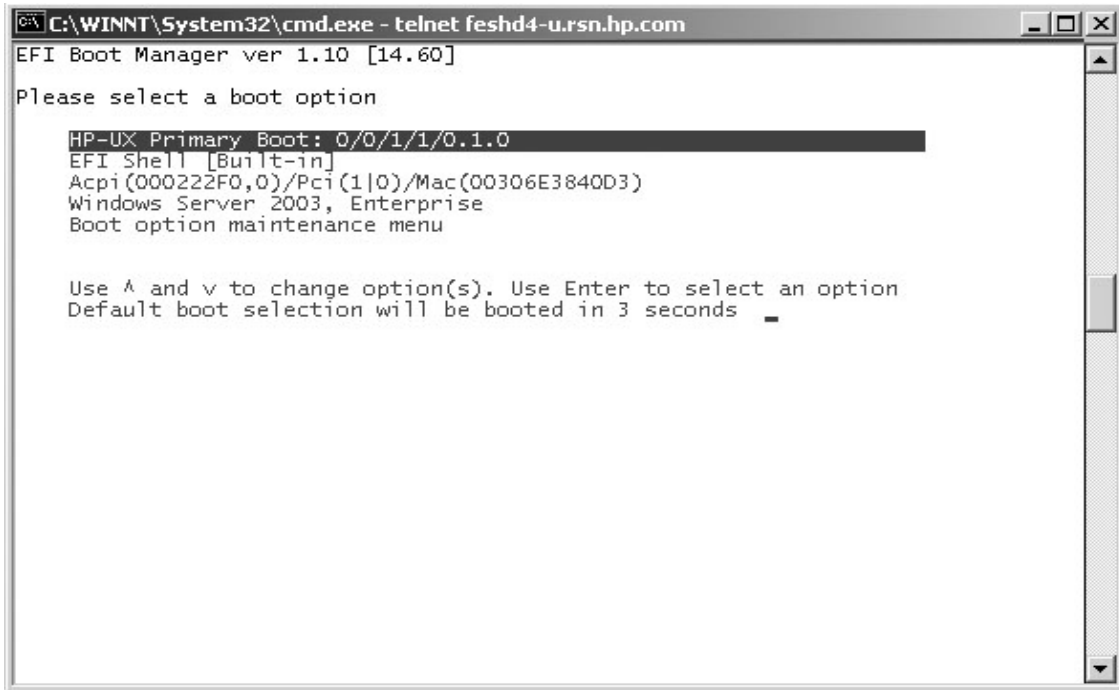 C:\WINNT\System32\cmd.exe - telnet feshd4-u.rsn.hp.com
EFI Boot Manager ver 1.10 [14.60]
Please select a boot option
HP-UX Primary Boot: 0/0/1/1/0.1.0
EFI Shell [Built-in]
Acpi(000222F0,0)/Pci(1|0)/Mac(00306E3840D3)
Windows Server 2003, Enterprise
Boot option maintenance menu
Use ^ and v to change option(s). Use Enter to select an option
Default boot selection will be booted in 3 seconds